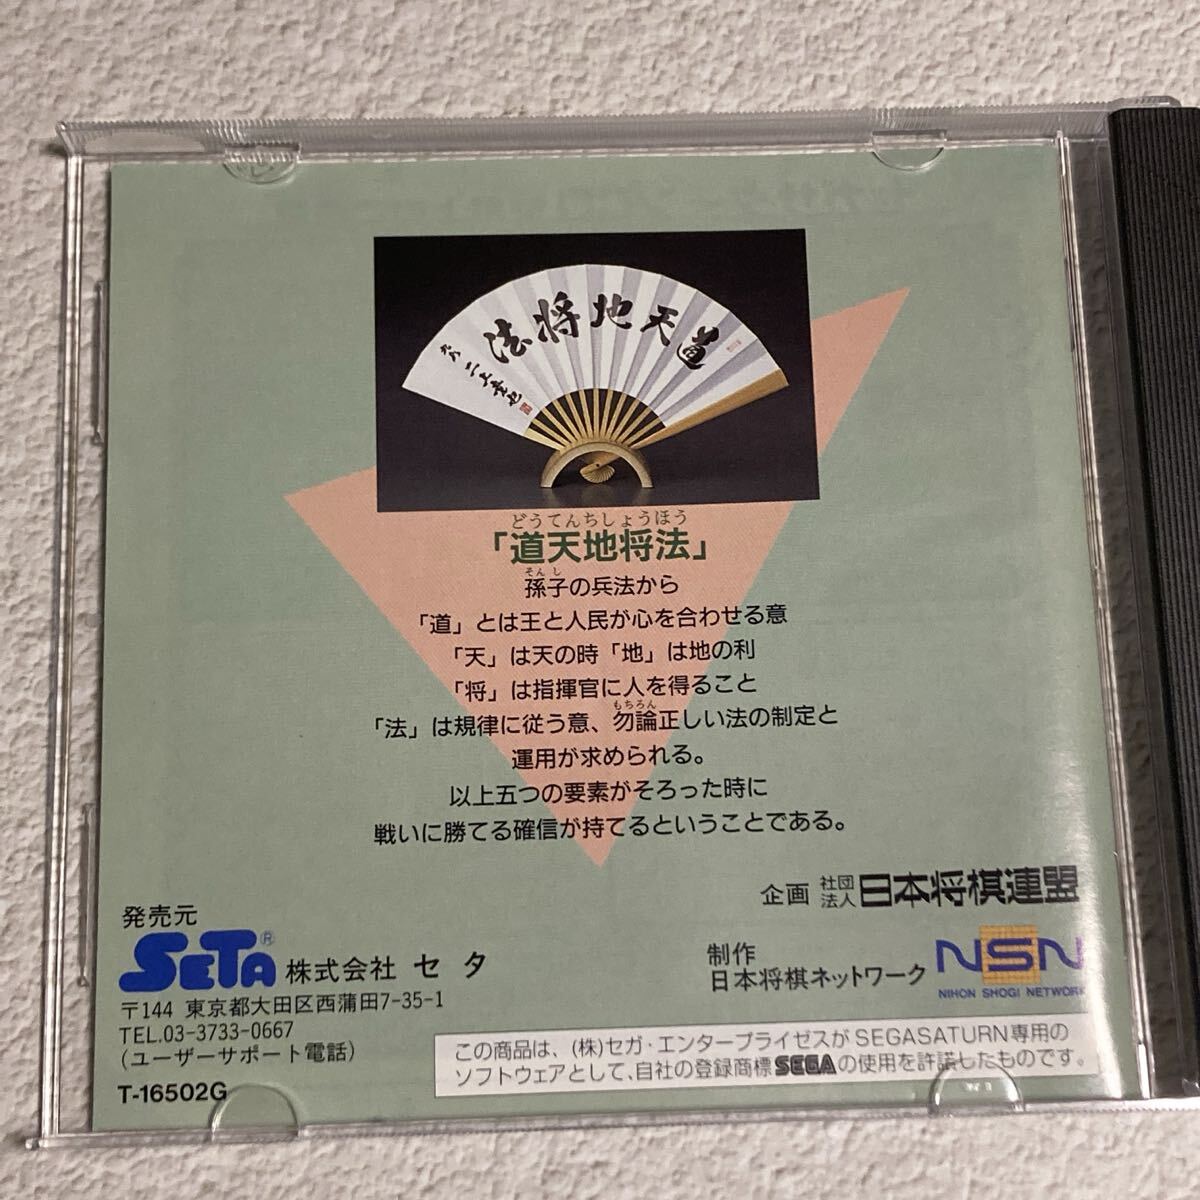 道天地将法
どうてんちしょうほう
「道天地将法」
そんし
孫子の兵法から
「道」とは王と人民が心を合わせる意
「天」は天の時「地」は地の利
「将」は指揮官に人を得ること
もちろん
「法」は規律に従う意、勿論正しい法の制定と
運用が求められる。
以上五つの要素がそろった時に
戦いに勝てる確信が持てるということである。
企画 社団法人 日本将棋連盟
制作
日本将棋ネットワーク
NSN
NIHON SHOGI NETWORK
発売元
SETA® 株式会社 セタ
〒144 東京都大田区西蒲田7-35-1
TEL.03-3733-0667
(ユーザーサポート電話)
T-16502G
この商品は、(株)セガ・エンタープライゼスがSEGASATURN専用の
ソフトウェアとして、自社の登録商標SEGAの使用を許諾したものです。